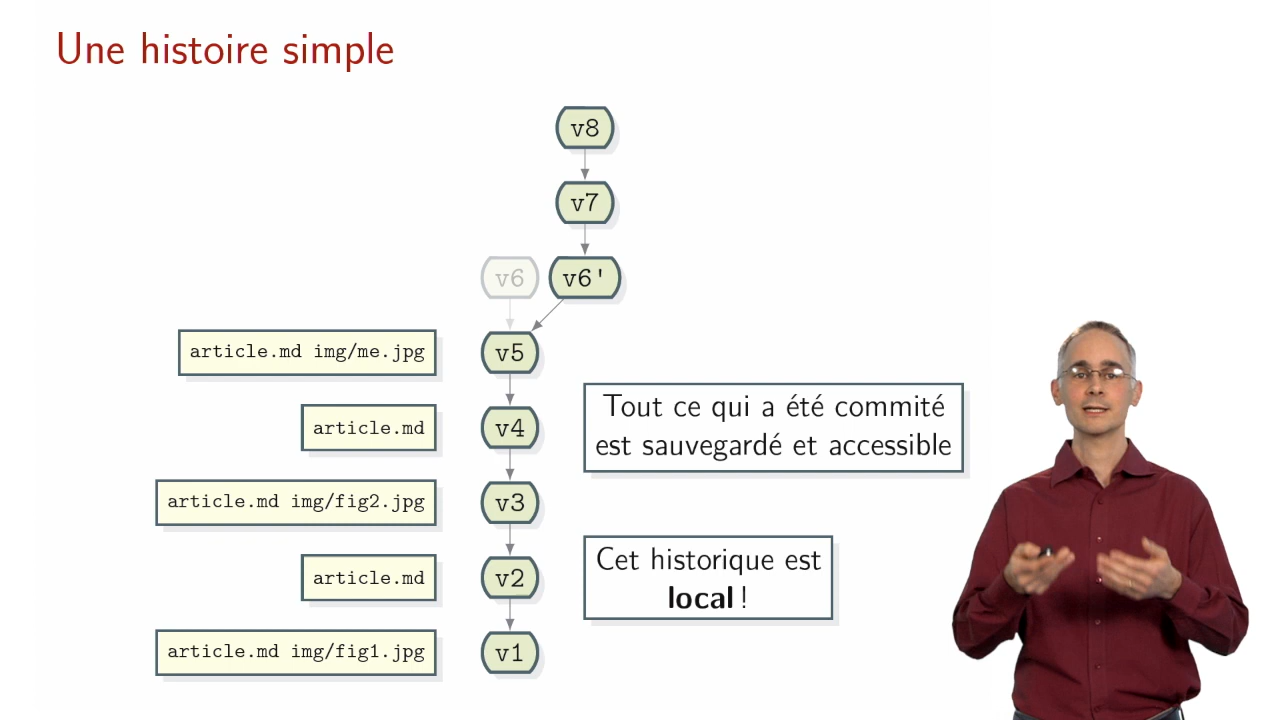 Une histoire simple
v8
v7
v6
v6'
article.md img/me.jpg
v5
Tout ce qui a été commité
est sauvegardé et accessible
article.md
v4
article.md img/fig2.jpg
v3
Cet historique est
local !
article.md
v2
article.md img/fig1.jpg
v1